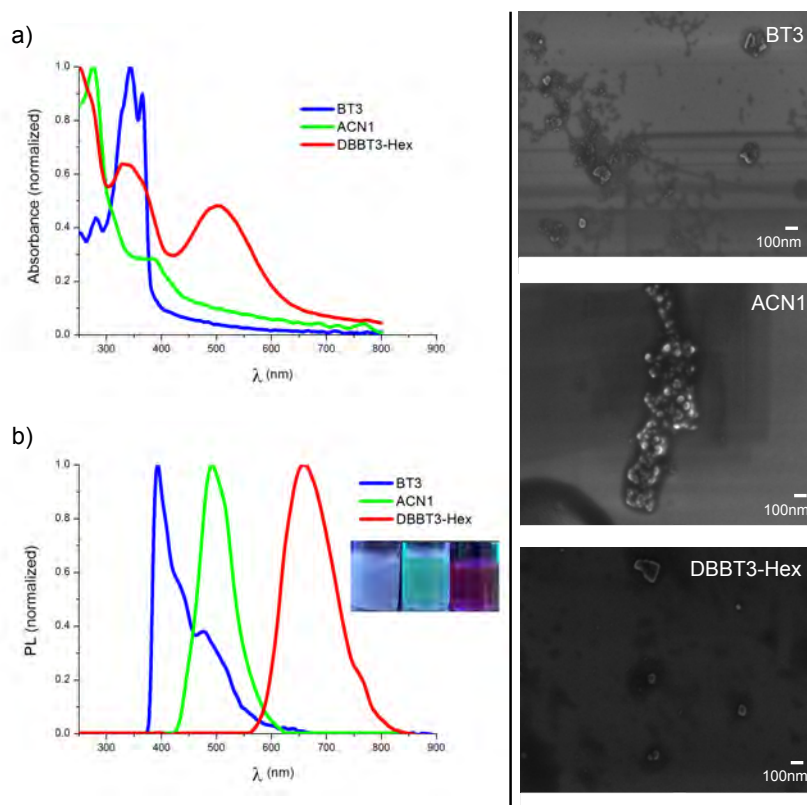 a)
Absorbance (normalized)
1.0
0.8
0.6
0.4
0.2
0.0
BT3
ACN1
DBBT3-Hex
300 400 500 600 700 800 900
λ (nm)
b)
PL (normalized)
1.0
0.8
0.6
0.4
0.2
0.0
BT3
ACN1
DBBT3-Hex
300 400 500 600 700 800 900
λ (nm)
BT3
100nm
ACN1
100nm
DBBT3-Hex
100nm